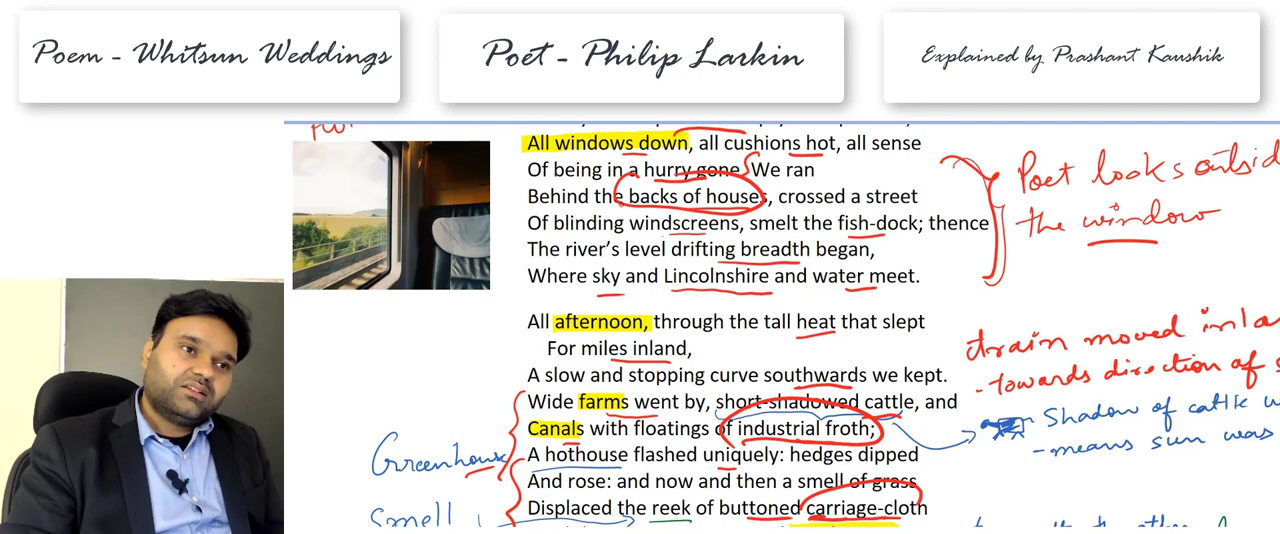 Poem - Whitsun Weddings
Poet - Philip Larkin
Explained by Prashant Kaushik
All windows down, all cushions hot, all sense
Of being in a hurry gone. We ran
Behind the backs of houses, crossed a street
Of blinding windscreens, smelt the fish-dock; thence
The river's level drifting breadth began,
Where sky and Lincolnshire and water meet.
Poet looks outsid
the window
All afternoon, through the tall heat that slept
For miles inland,
A slow and stopping curve southwards we kept.
Wide farms went by, short-shadowed cattle, and
Canals with floatings of industrial froth;
A hothouse flashed uniquely: hedges dipped
And rose: and now and then a smell of grass
Displaced the reek of buttoned carriage-cloth
train moved inla
- towards direction of s
Shadow of cattle w
- means sun was
Greenhouse
Smell